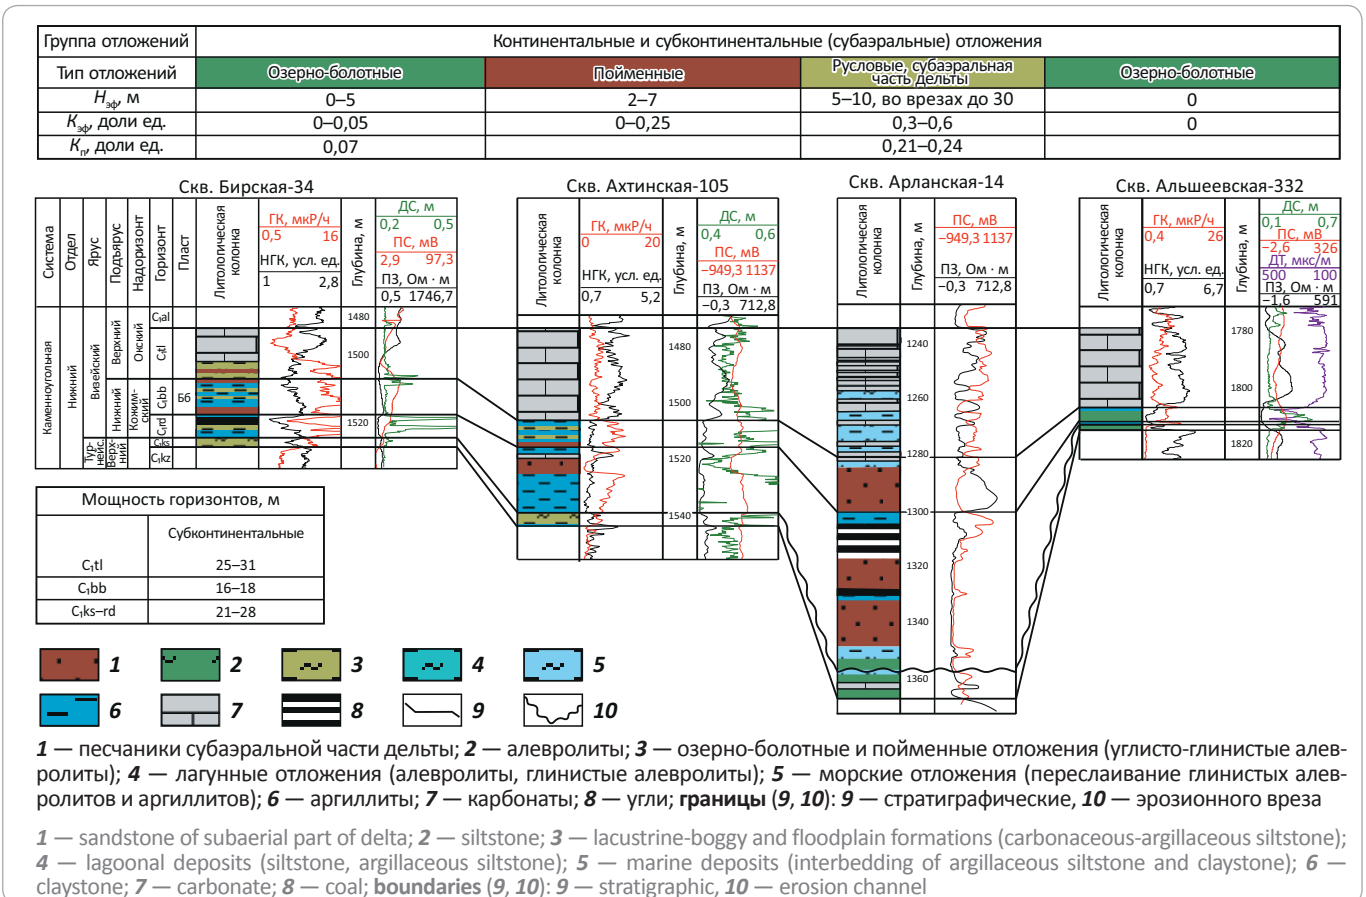 Группа отложений
Континентальные и субконтинентальные (субаэральные) отложения
Тип отложений
Озерно-болотные
Пойменные
Русловые, субаэральная
часть дельты
Озерно-болотные
Hэф, м
0–5
2–7
5–10, во врезах до 30
0
Kэф, доли ед.
0–0,05
0–0,25
0,3–0,6
0
Kп, доли ед.
0,07
0,21–0,24
Скв. Бирская-34
Система
Отдел
Ярус
Подъярус
Надгоризонт
Горизонт
Пласт
Литологическая
колонка
ГК, мкР/ч
0,5 16
НГК, усл. ед.
1 2,8
Глубина, м
ДС, м
0,2 0,5
ПС, мВ
2,9 97,3
ПЗ, Ом · м
0,5 1746,7
Каменноугольная
Нижний
Визейский
Верхний
Окский
C₁al
C₁tl
Нижний
Кожим-
ский
C₁bb
Бб
C₁rd
Тур-
нейс.
Верх-
ний
C₁ks
C₁kz
1480
1500
1520
Скв. Ахтинская-105
Литологическая
колонка
ГК, мкР/ч
0 20
НГК, усл. ед.
0,7 5,2
Глубина, м
ДС, м
0,4 0,6
ПС, мВ
−949,3 1137
ПЗ, Ом · м
−0,3 712,8
1480
1500
1520
1540
Скв. Арланская-14
Литологическая
колонка
Глубина, м
ПС, мВ
−949,3 1137
ПЗ, Ом · м
−0,3 712,8
1240
1260
1280
1300
1320
1340
1360
Скв. Альшеевская-332
Литологическая
колонка
ГК, мкР/ч
0,4 26
НГК, усл. ед.
0,7 6,7
Глубина, м
ДС, м
0,1 0,7
ПС, мВ
−2,6 326
ДТ, мкс/м
500 100
ПЗ, Ом · м
−1,6 591
1780
1800
1820
Мощность горизонтов, м
Субконтинентальные
C₁tl
25–31
C₁bb
16–18
C₁ks–rd
21–28
1
2
3
4
5
6
7
8
9
10
1 — песчаники субаэральной части дельты; 2 — алевролиты; 3 — озерно-болотные и пойменные отложения (углисто-глинистые алев-
ролиты); 4 — лагунные отложения (алевролиты, глинистые алевролиты); 5 — морские отложения (переслаивание глинистых алев-
ролитов и аргиллитов); 6 — аргиллиты; 7 — карбонаты; 8 — угли; границы (9, 10): 9 — стратиграфические, 10 — эрозионного вреза
1 — sandstone of subaerial part of delta; 2 — siltstone; 3 — lacustrine-boggy and floodplain formations (carbonaceous-argillaceous siltstone);
4 — lagoonal deposits (siltstone, argillaceous siltstone); 5 — marine deposits (interbedding of argillaceous siltstone and claystone); 6 —
claystone; 7 — carbonate; 8 — coal; boundaries (9, 10): 9 — stratigraphic, 10 — erosion channel